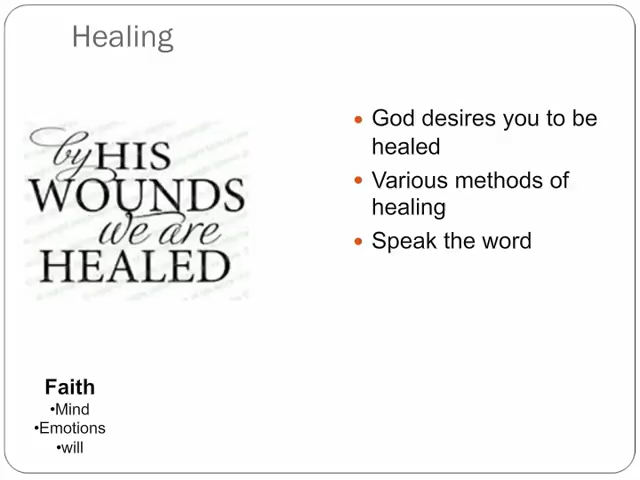 Healing
by HIS
WOUNDS
we are
HEALED
• God desires you to be
healed
• Various methods of
healing
• Speak the word
Faith
•Mind
•Emotions
•will